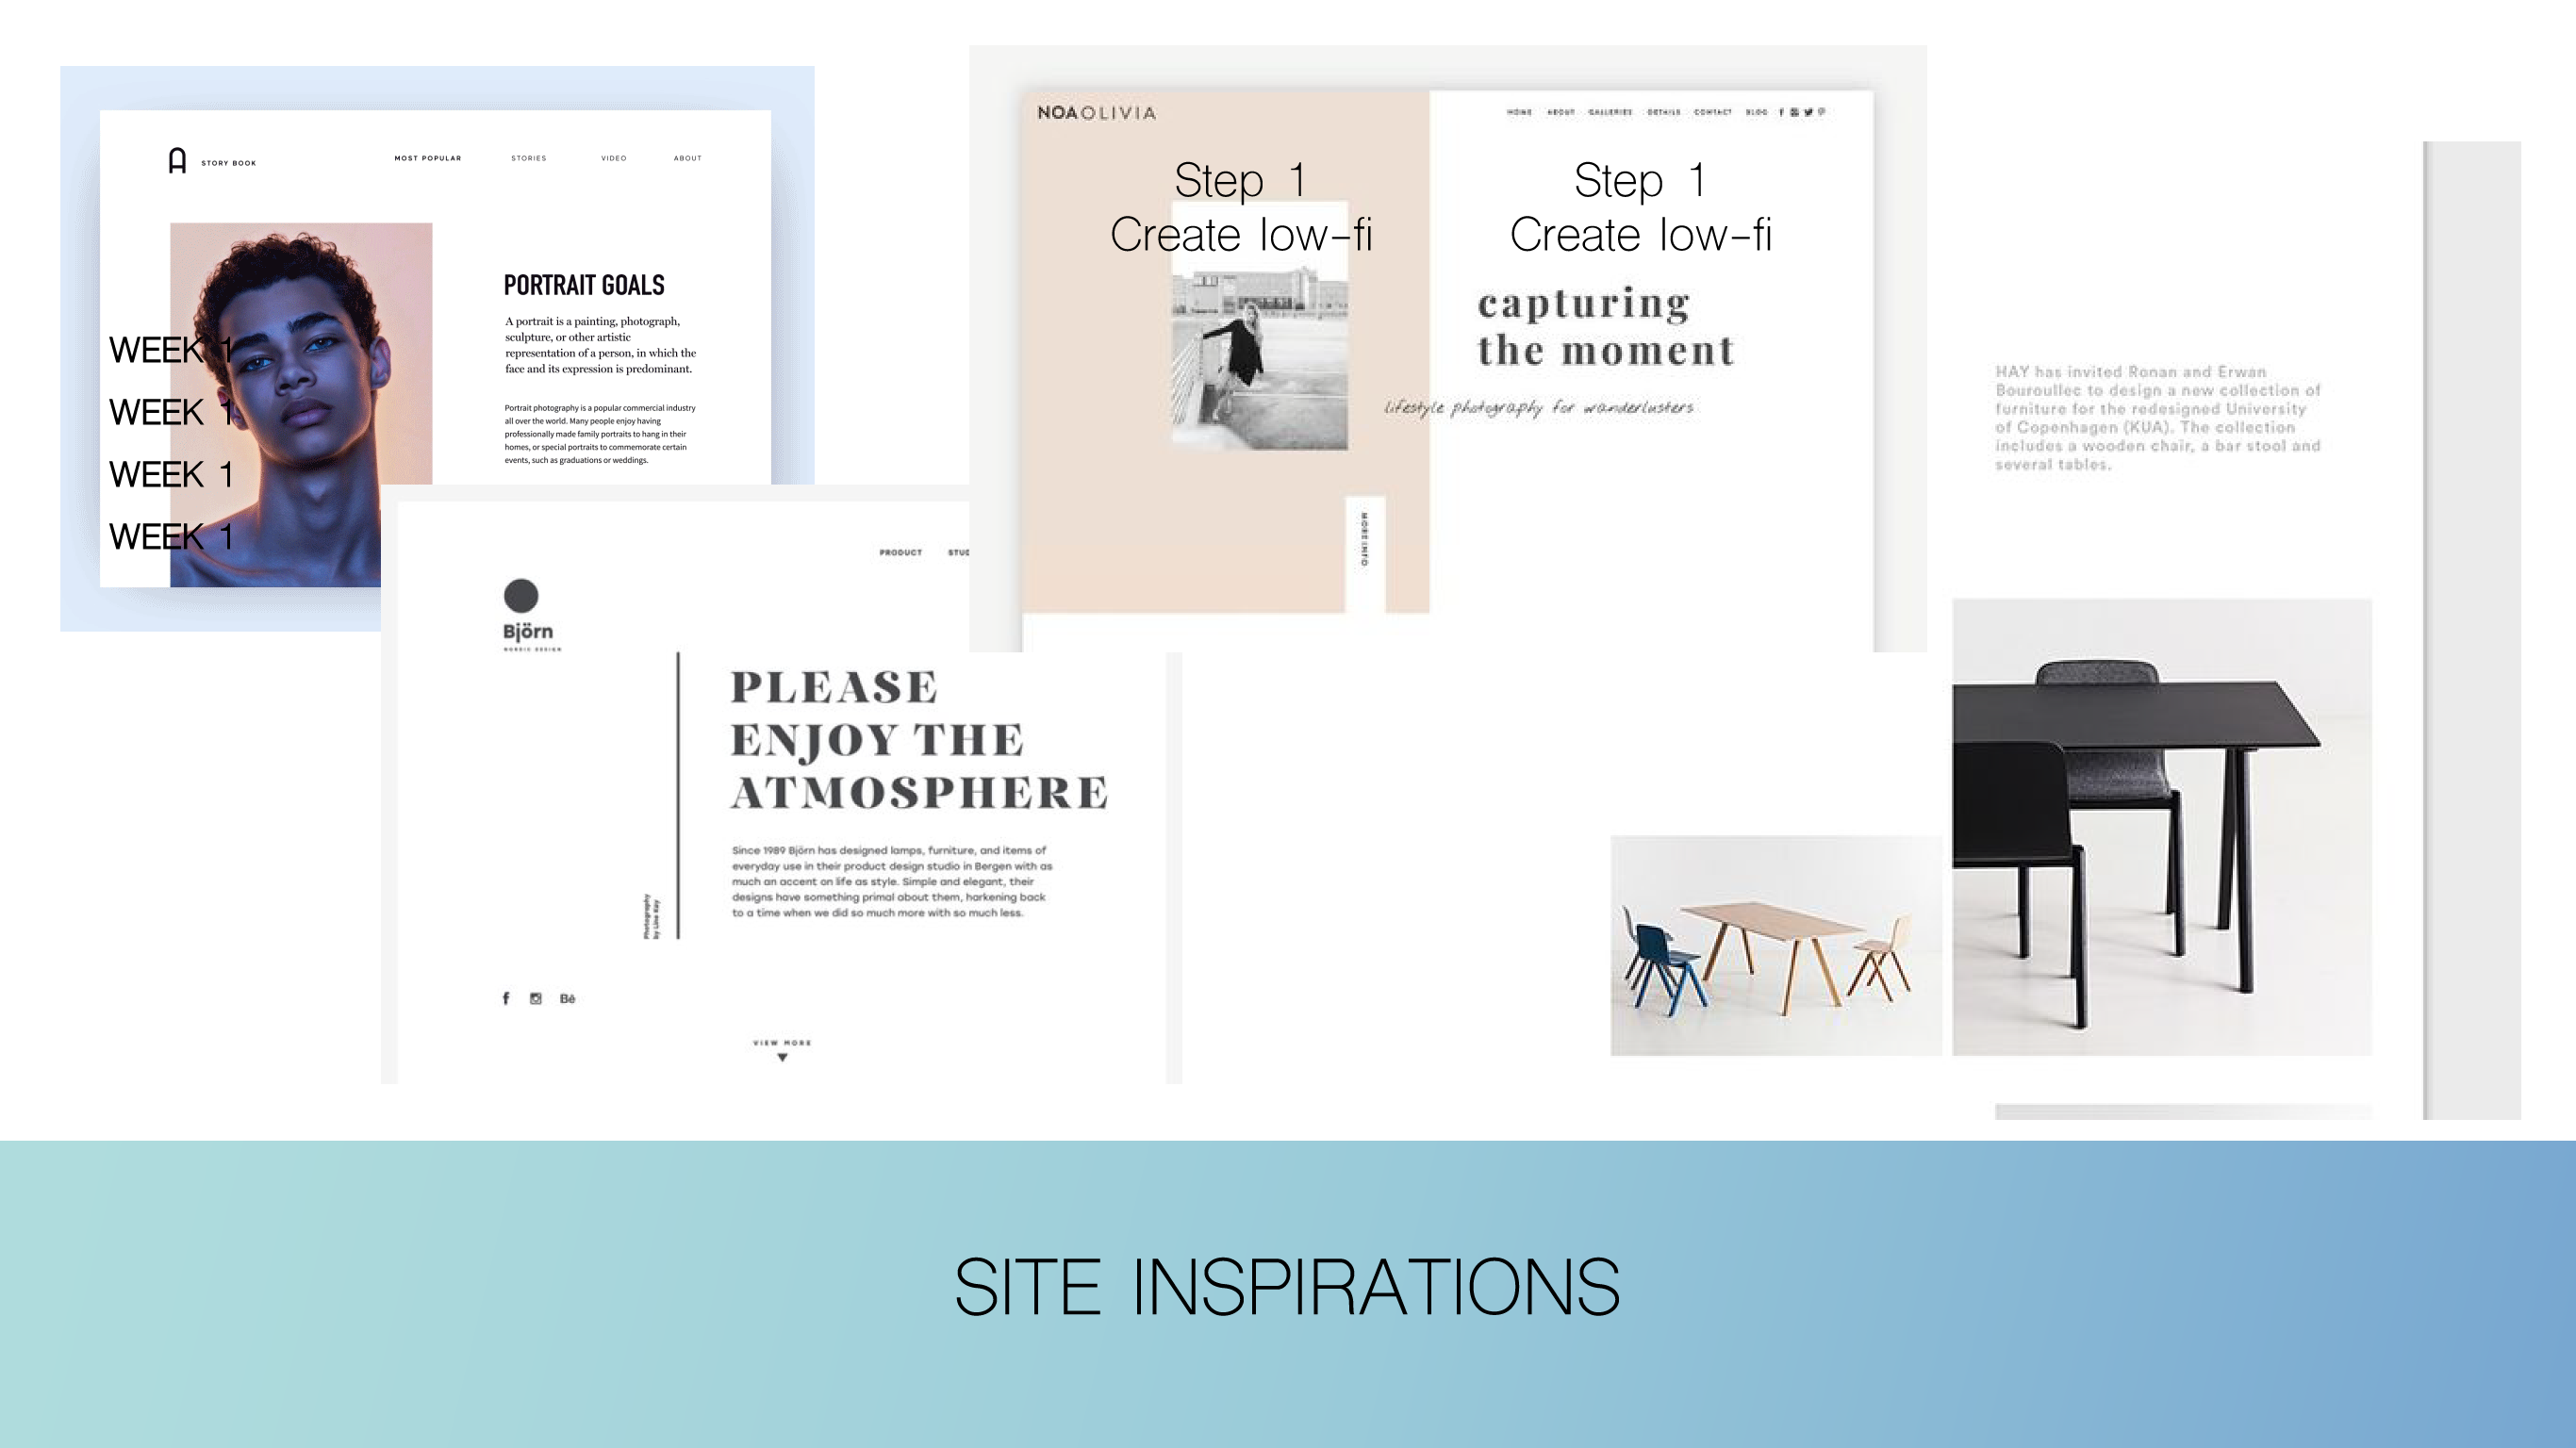 STORY BOOK
MOST POPULAR STORIES VIDEO ABOUT
PORTRAIT GOALS
A portrait is a painting, photograph,
sculpture, or other artistic
representation of a person, in which the
face and its expression is predominant.
Portrait photography is a popular commercial industry
all over the world. Many people enjoy having
professionally made family portraits to hang in their
homes, or special portraits to commemorate certain
events, such as graduations or weddings.
WEEK 1
WEEK 1
WEEK 1
WEEK 1
NOAOLIVIA
HOME ABOUT GALLERIES DETAILS CONTACT BLOG
Step 1
Create low-fi
Step 1
Create low-fi
capturing
the moment
lifestyle photography for wanderlusters
MORE INFO
HAY has invited Ronan and Erwan
Bouroullec to design a new collection of
furniture for the redesigned University
of Copenhagen (KUA). The collection
includes a wooden chair, a bar stool and
several tables.
PRODUCT STUD
Björn
NORDIC DESIGN
PLEASE
ENJOY THE
ATMOSPHERE
Since 1989 Björn has designed lamps, furniture, and items of
everyday use in their product design studio in Bergen with as
much an accent on life as style. Simple and elegant, their
designs have something primal about them, harkening back
to a time when we did so much more with so much less.
Photography
by Line Kay
Bē
VIEW MORE
SITE INSPIRATIONS